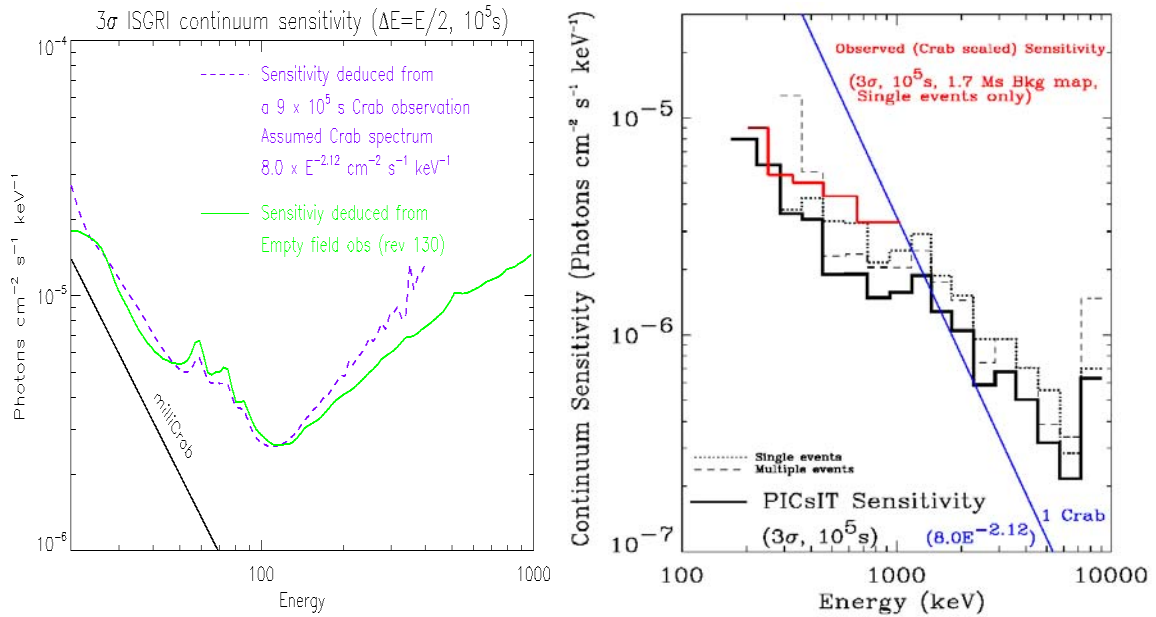 3σ ISGRI continuum sensitivity (ΔE=E/2, 10⁵s)
10⁻⁴
Sensitivity deduced from
a 9 × 10⁵ s Crab observation
Assumed Crab spectrum
8.0 × E⁻²·¹² cm⁻² s⁻¹ keV⁻¹
Sensitiviy deduced from
Empty field obs (rev 130)
Photons cm⁻² s⁻¹ keV⁻¹
10⁻⁵
milliCrab
10⁻⁶
100
1000
Energy
Observed (Crab scaled) Sensitivity
(3σ, 10⁵s, 1.7 Ms Bkg map,
Single events only)
Continuum Sensitivity (Photons cm⁻² s⁻¹ keV⁻¹)
10⁻⁵
10⁻⁶
Single events
Multiple events
PICsIT Sensitivity
(3σ, 10⁵s)
1 Crab
(8.0E⁻²·¹²)
10⁻⁷
100
1000
10000
Energy (keV)